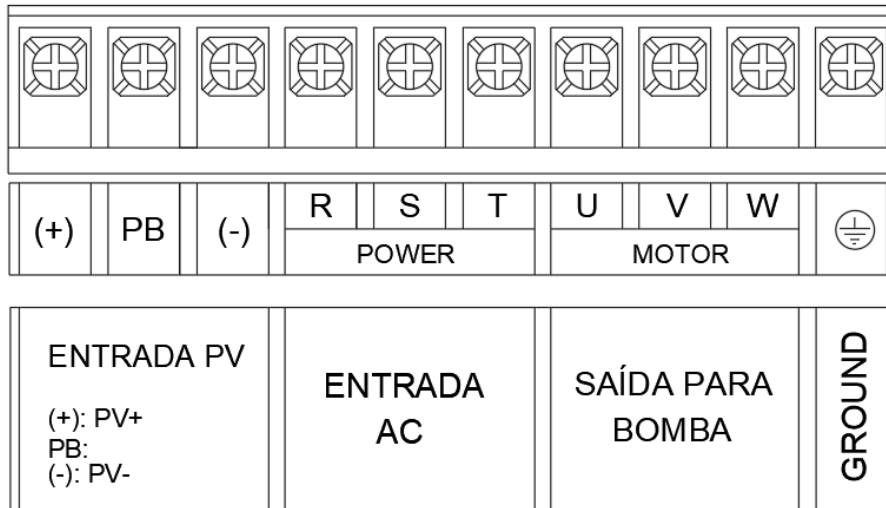 (+) PB (-) R S T U V W
POWER MOTOR
ENTRADA PV
(+): PV+
PB:
(-): PV-
ENTRADA
AC
SAÍDA PARA
BOMBA
GROUND